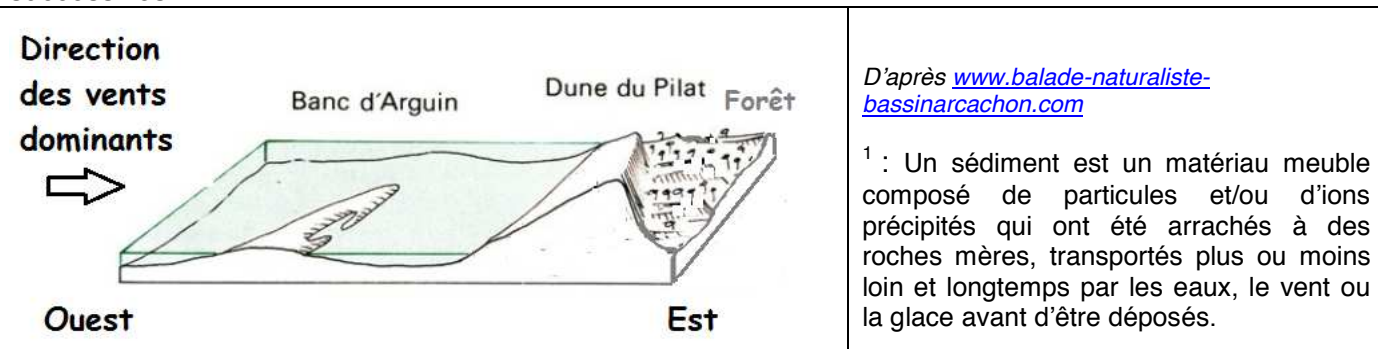 Direction
des vents
dominants
Banc d'Arguin
Dune du Pilat
Forêt
Ouest
Est
D'après www.balade-naturaliste-
bassinarcachon.com
1 : Un sédiment est un matériau meuble
composé de particules et/ou d'ions
précipités qui ont été arrachés à des
roches mères, transportés plus ou moins
loin et longtemps par les eaux, le vent ou
la glace avant d'être déposés.